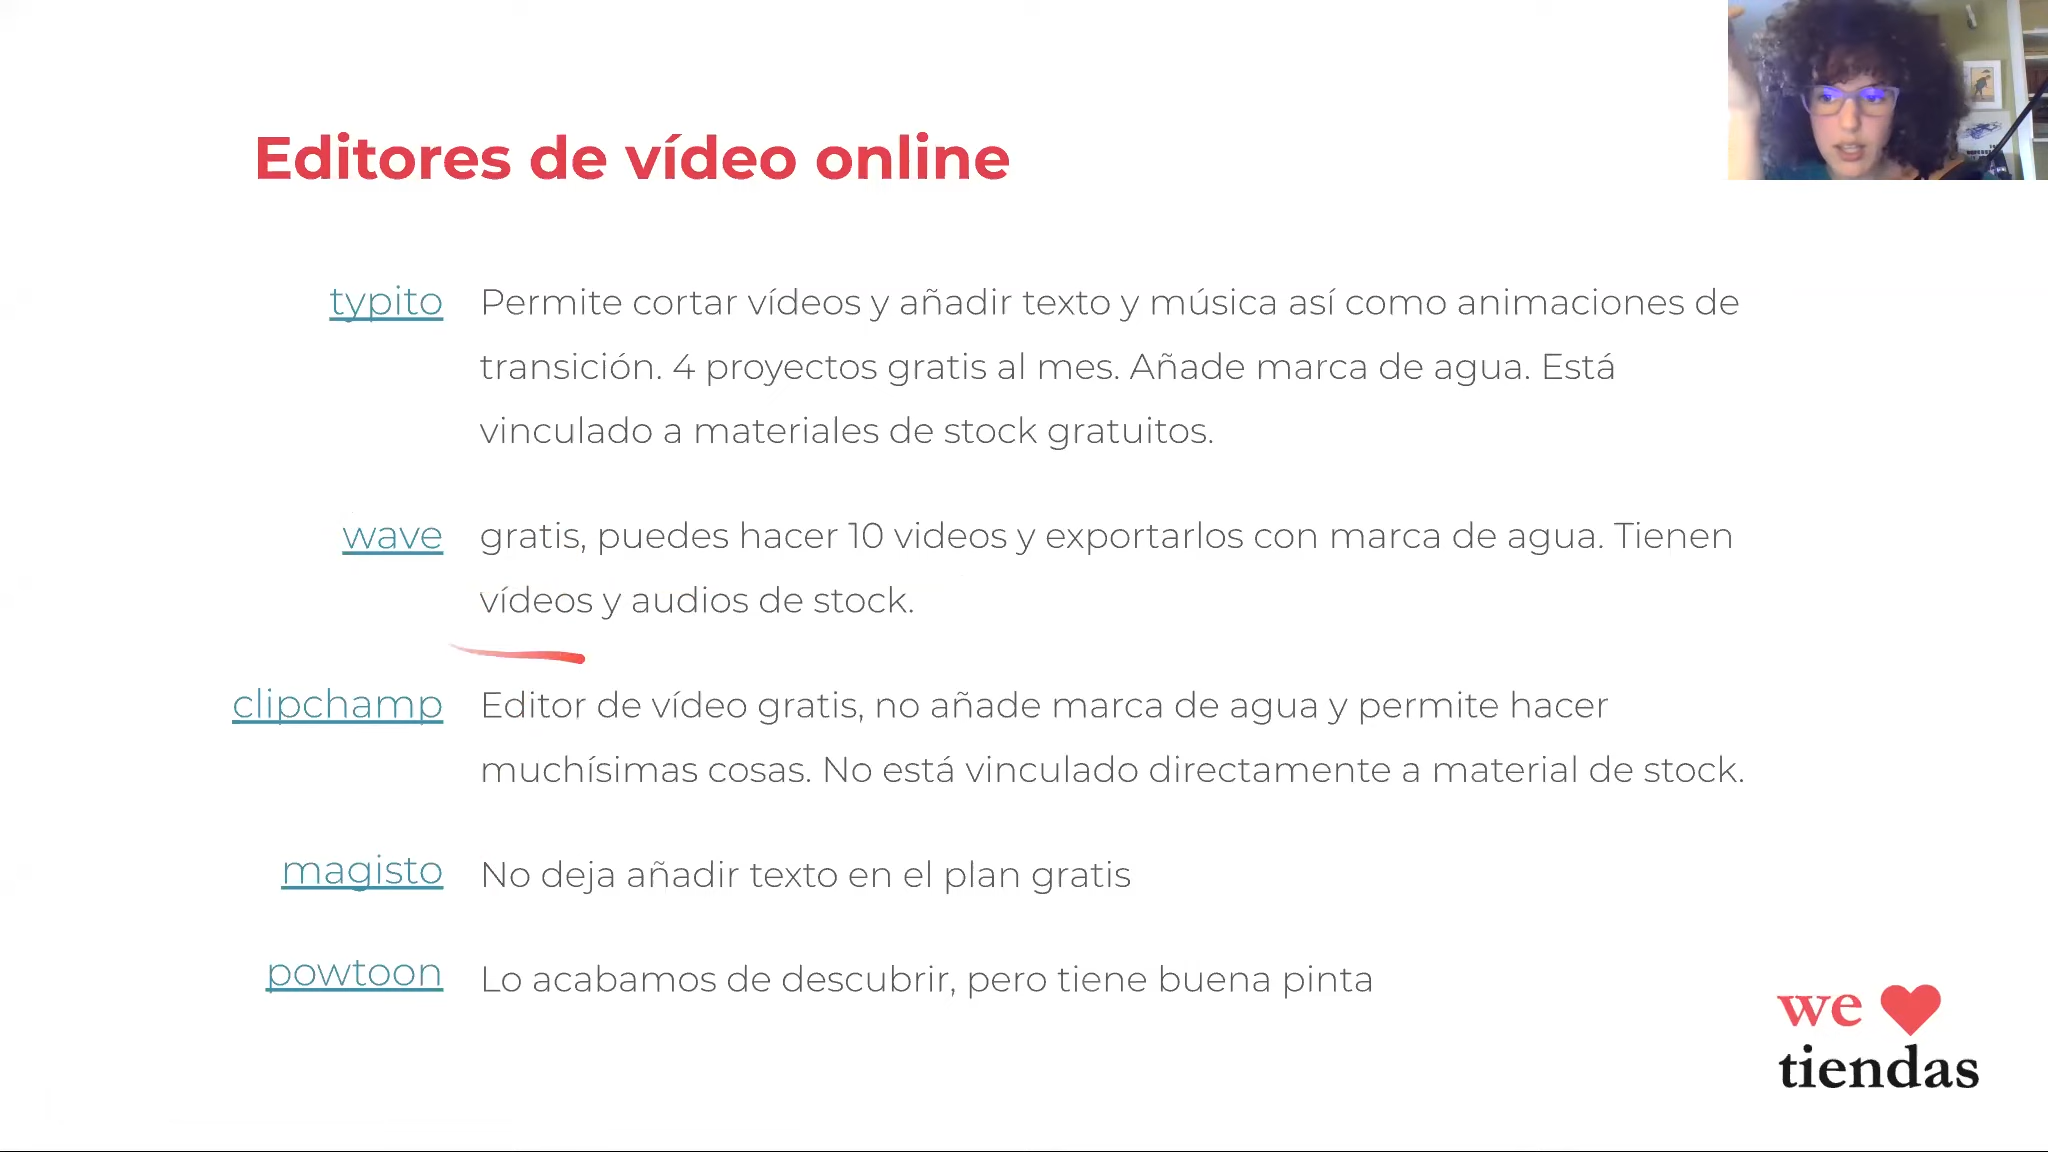 Editores de vídeo online
typito Permite cortar vídeos y añadir texto y música así como animaciones de
transición. 4 proyectos gratis al mes. Añade marca de agua. Está
vinculado a materiales de stock gratuitos.
wave gratis, puedes hacer 10 videos y exportarlos con marca de agua. Tienen
vídeos y audios de stock.
clipchamp Editor de vídeo gratis, no añade marca de agua y permite hacer
muchísimas cosas. No está vinculado directamente a material de stock.
magisto No deja añadir texto en el plan gratis
powtoon Lo acabamos de descubrir, pero tiene buena pinta
we
tiendas